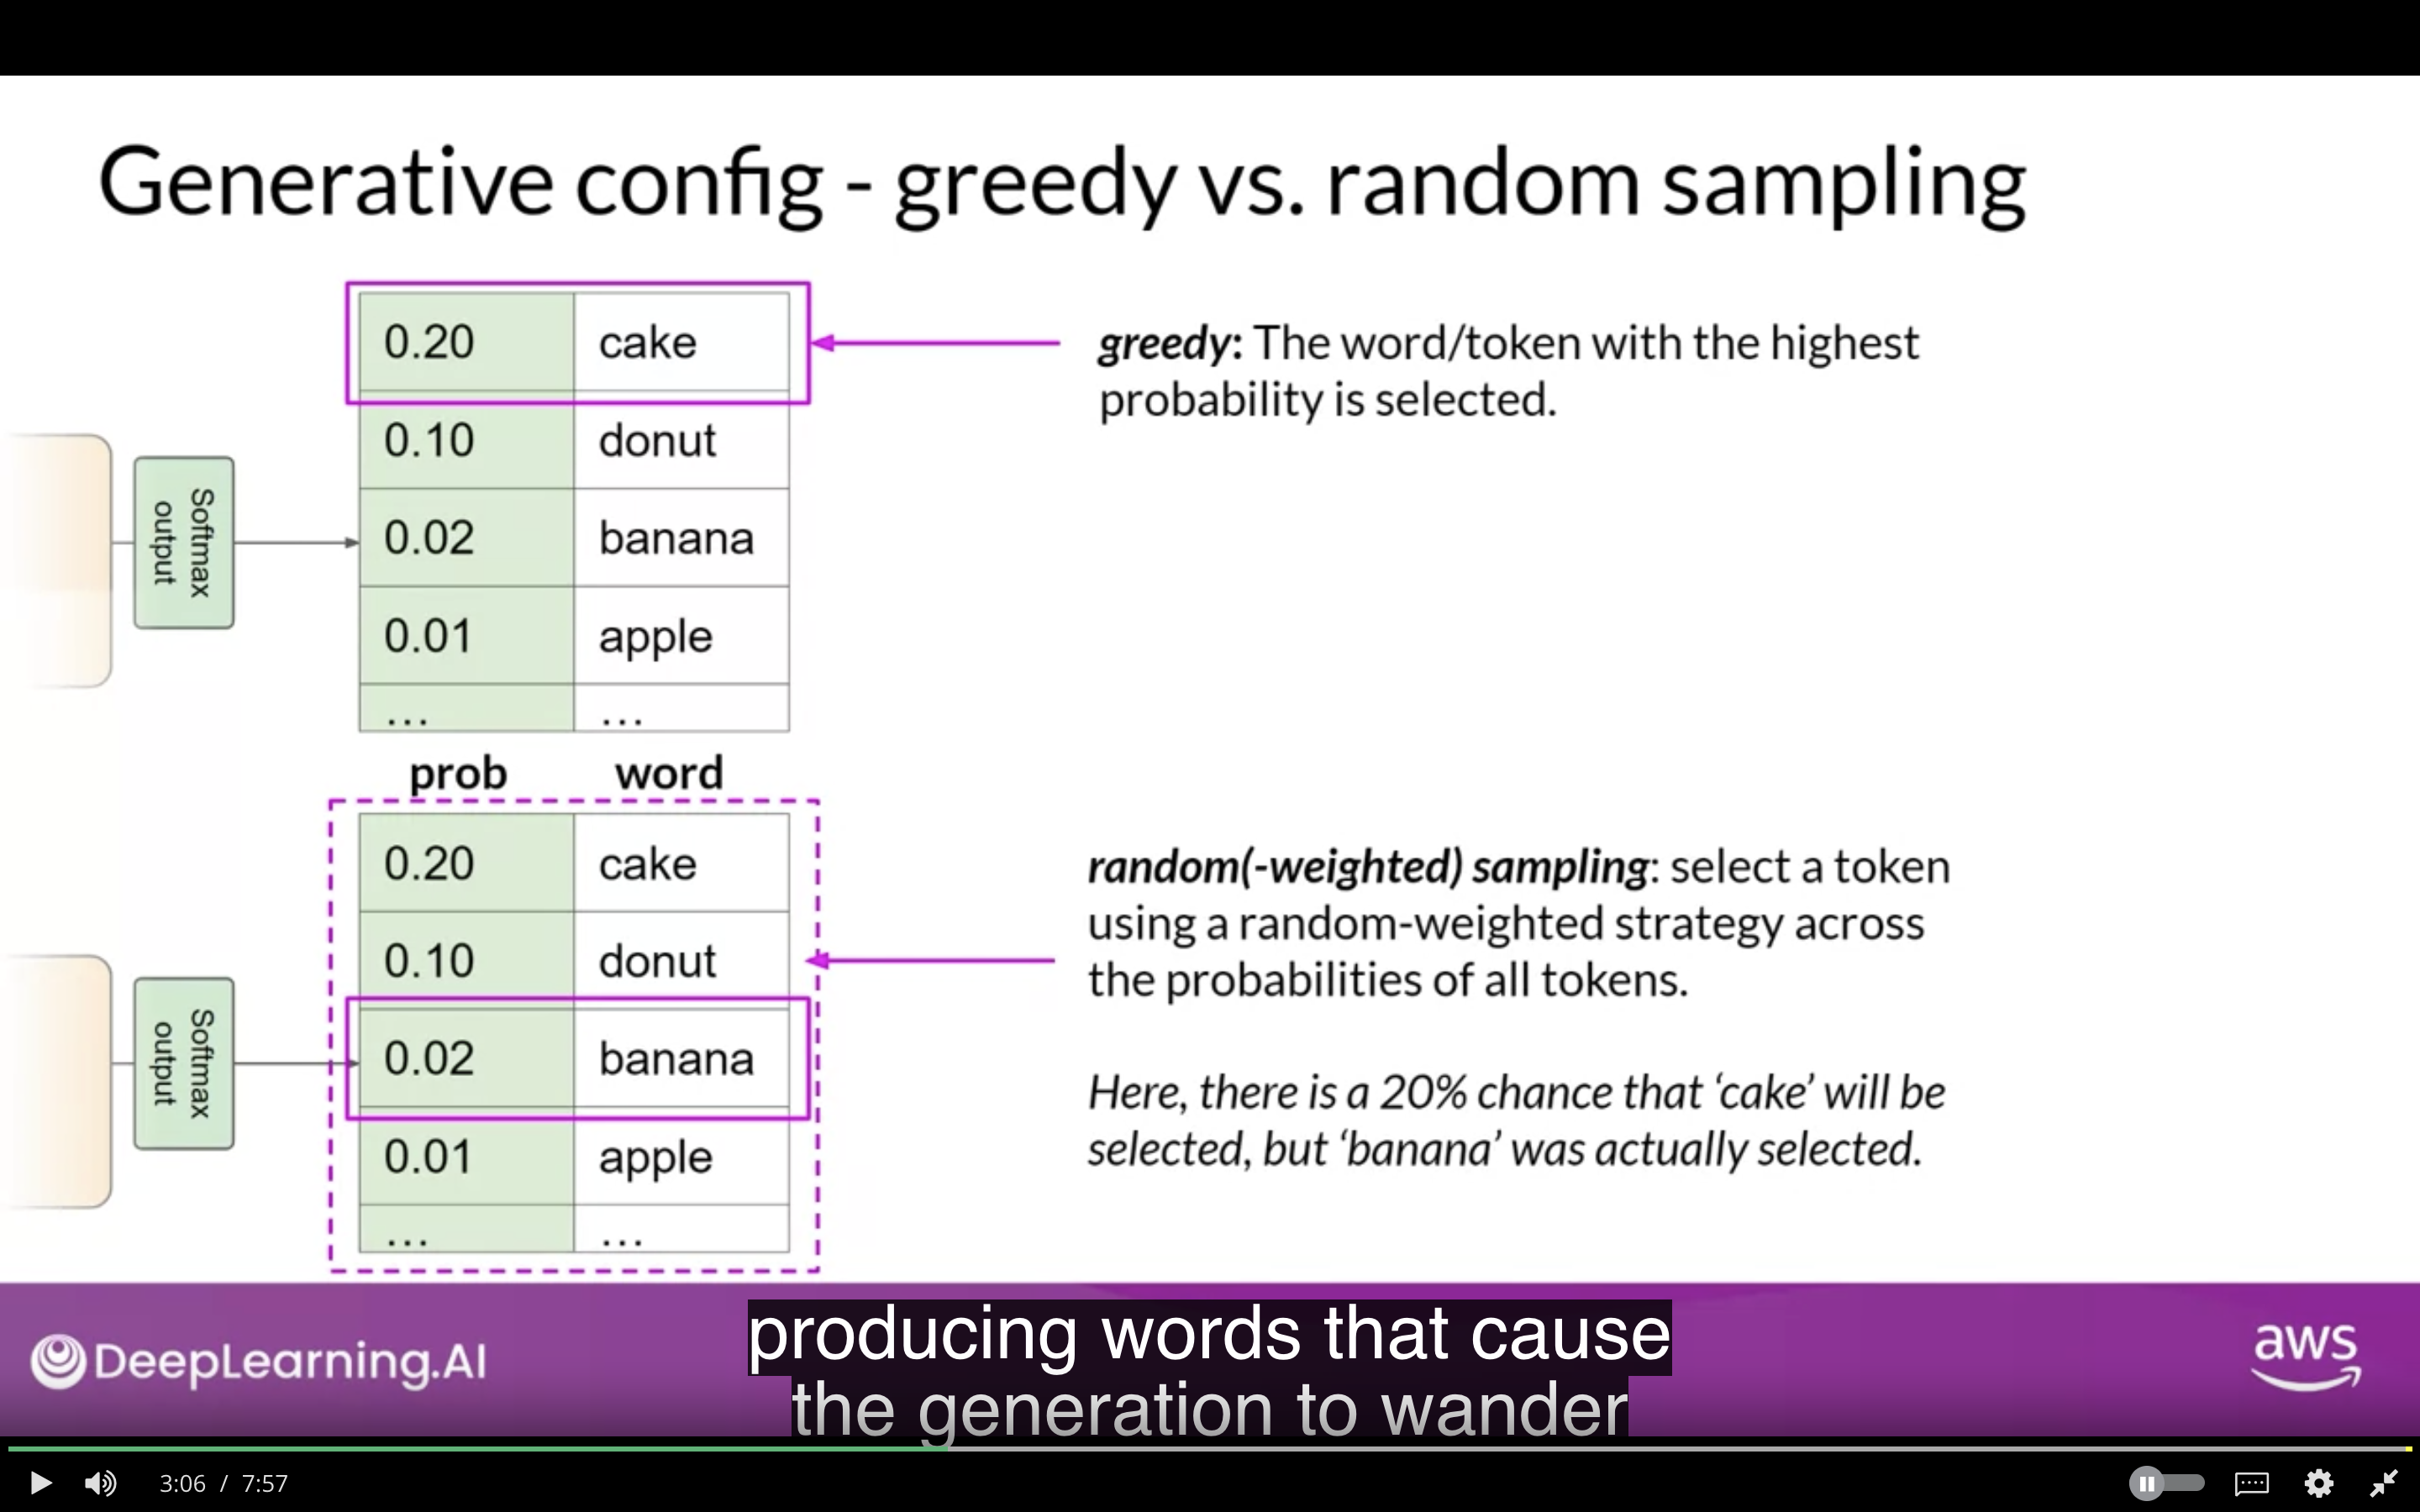 Generative config - greedy vs. random sampling
0.20 cake
0.10 donut
0.02 banana
0.01 apple
... ...
prob word
Softmax
output
greedy: The word/token with the highest
probability is selected.
0.20 cake
0.10 donut
0.02 banana
0.01 apple
... ...
Softmax
output
random(-weighted) sampling: select a token
using a random-weighted strategy across
the probabilities of all tokens.
Here, there is a 20% chance that ‘cake’ will be
selected, but ‘banana’ was actually selected.
DeepLearning.AI
producing words that cause
the generation to wander
aws
3:06 / 7:57